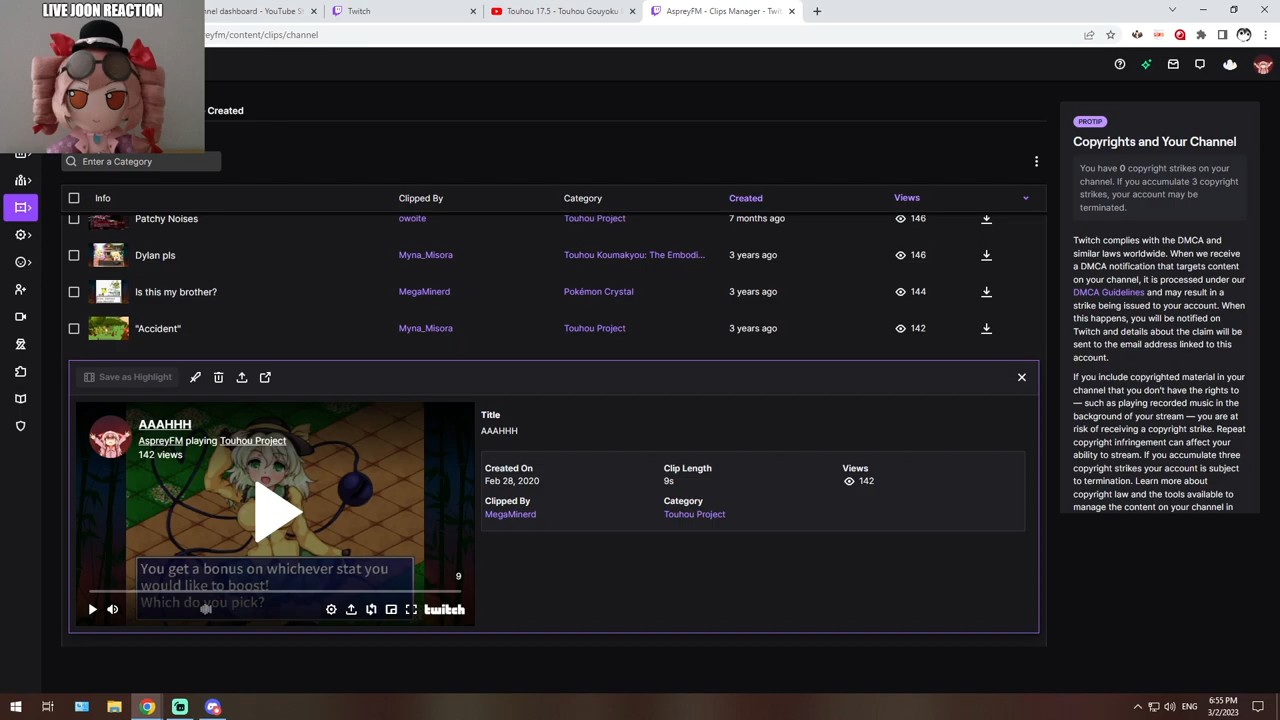 LIVE JOON REACTION
nnel dashboard - YouTube St
Twitch
Touhou 17.5 - Touhou Gouyoku I
AspreyFM - Clips Manager - Twit
eyfm/content/clips/channel
Created
Enter a Category
Info
Clipped By
Category
Created
Views
Patchy Noises
owoite
Touhou Project
7 months ago
146
Dylan pls
Myna_Misora
Touhou Koumakyou: The Embodi...
3 years ago
146
Is this my brother?
MegaMinerd
Pokémon Crystal
3 years ago
144
"Accident"
Myna_Misora
Touhou Project
3 years ago
142
Save as Highlight
AAAHHH
AspreyFM playing Touhou Project
142 views
You get a bonus on whichever stat you
would like to boost!
Which do you pick?
9
twitch
Title
AAAHHH
Created On
Feb 28, 2020
Clip Length
9s
Views
142
Clipped By
MegaMinerd
Category
Touhou Project
PROTIP
Copyrights and Your Channel
You have 0 copyright strikes on
your channel. If you accumulate 3 copyright
strikes, your account may be
terminated.
Twitch complies with the DMCA and
similar laws worldwide. When we receive
a DMCA notification that targets content
on your channel, it is processed under our
DMCA Guidelines and may result in a
strike being issued to your account. When
this happens, you will be notified on
Twitch and details about the claim will be
sent to the email address linked to this
account.
If you include copyrighted material in your
channel that you don't have the rights to
— such as playing recorded music in the
background of your stream — you are at
risk of receiving a copyright strike. Repeat
copyright infringement can affect your
ability to stream. If you accumulate three
copyright strikes your account is subject
to termination. Learn more about
copyright law and the tools available to
manage the content on your channel in
ENG
6:55 PM
3/2/2023